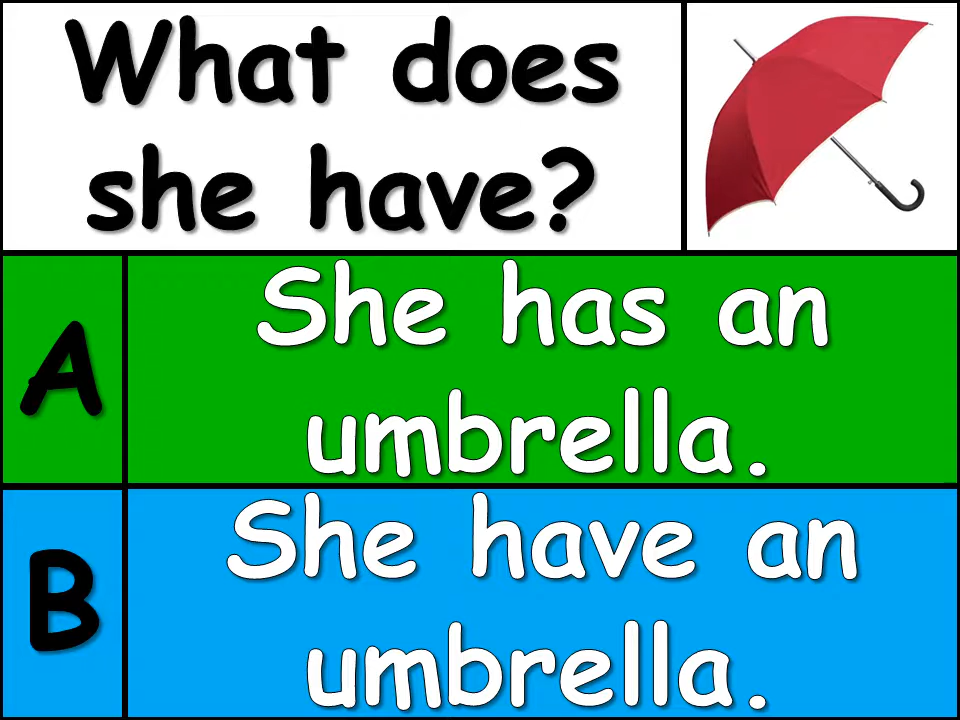 What does
she have?
A
She has an
umbrella.
B
She have an
umbrella.